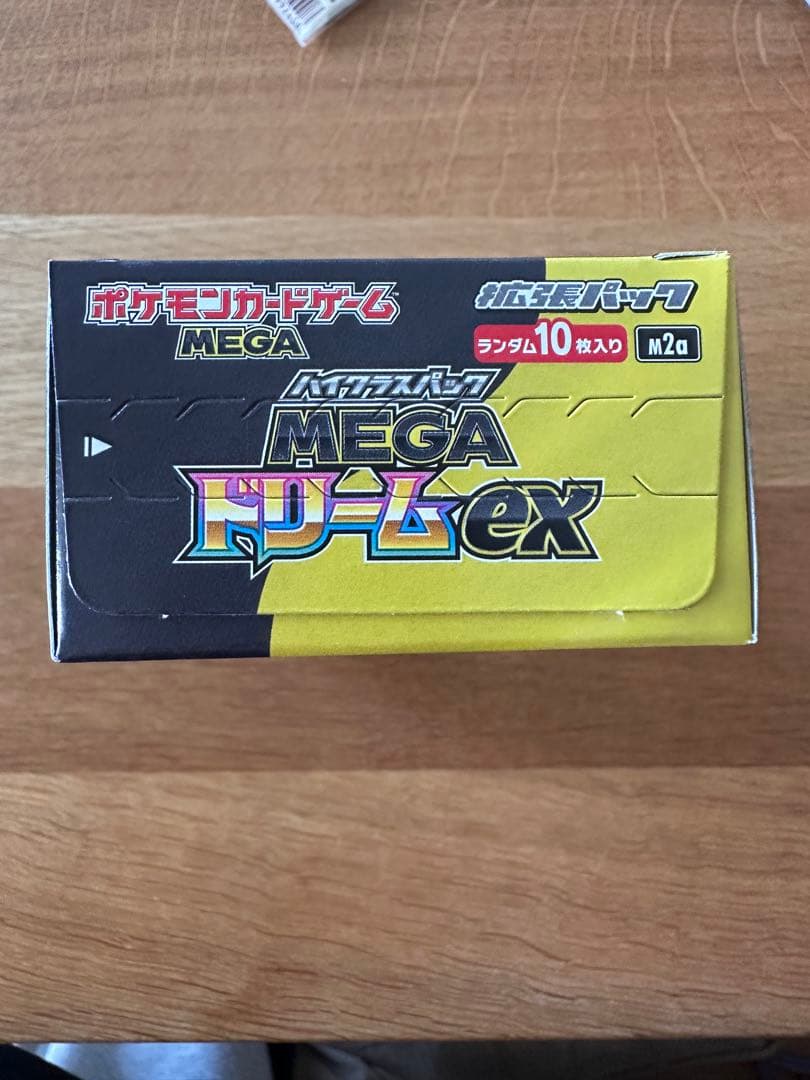 ポケモンカードゲーム
MEGA
拡張パック
ランダム10枚入り
M2a
ハイクラスパック
MEGA
ドリームex